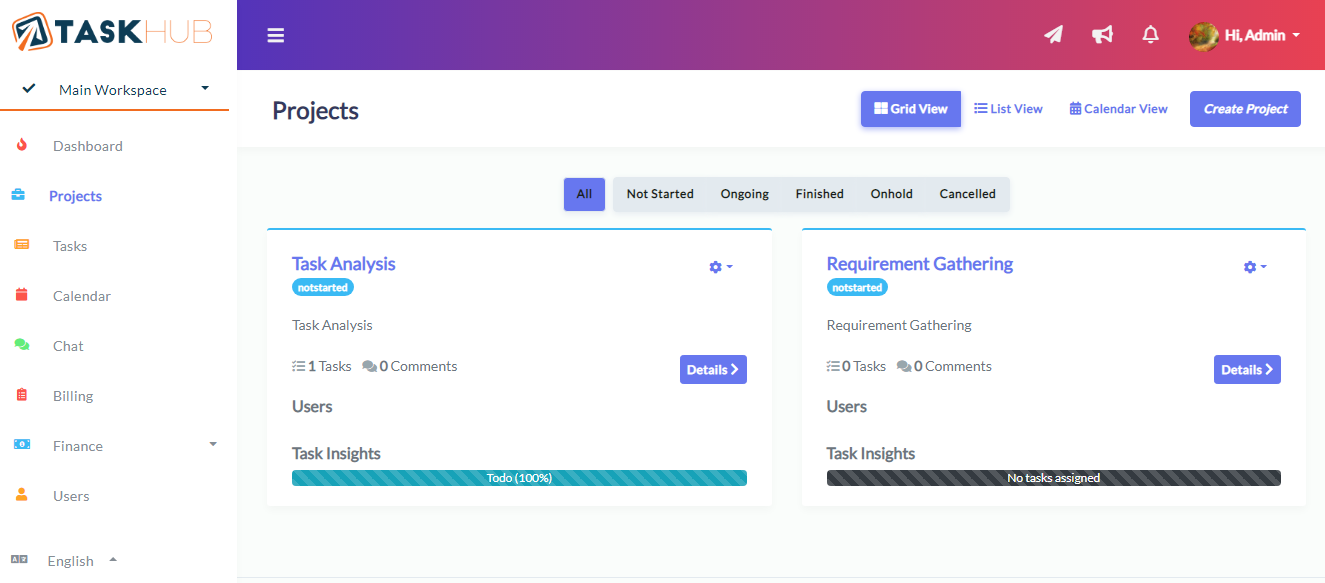 TASKHUB
Main Workspace
Dashboard
Projects
Tasks
Calendar
Chat
Billing
Finance
Users
English
Hi, Admin
Projects
Grid View
List View
Calendar View
Create Project
All
Not Started
Ongoing
Finished
Onhold
Cancelled
Task Analysis
notstarted
Task Analysis
1 Tasks 0 Comments
Details
Users
Task Insights
Todo (100%)
Requirement Gathering
notstarted
Requirement Gathering
0 Tasks 0 Comments
Details
Users
Task Insights
No tasks assigned